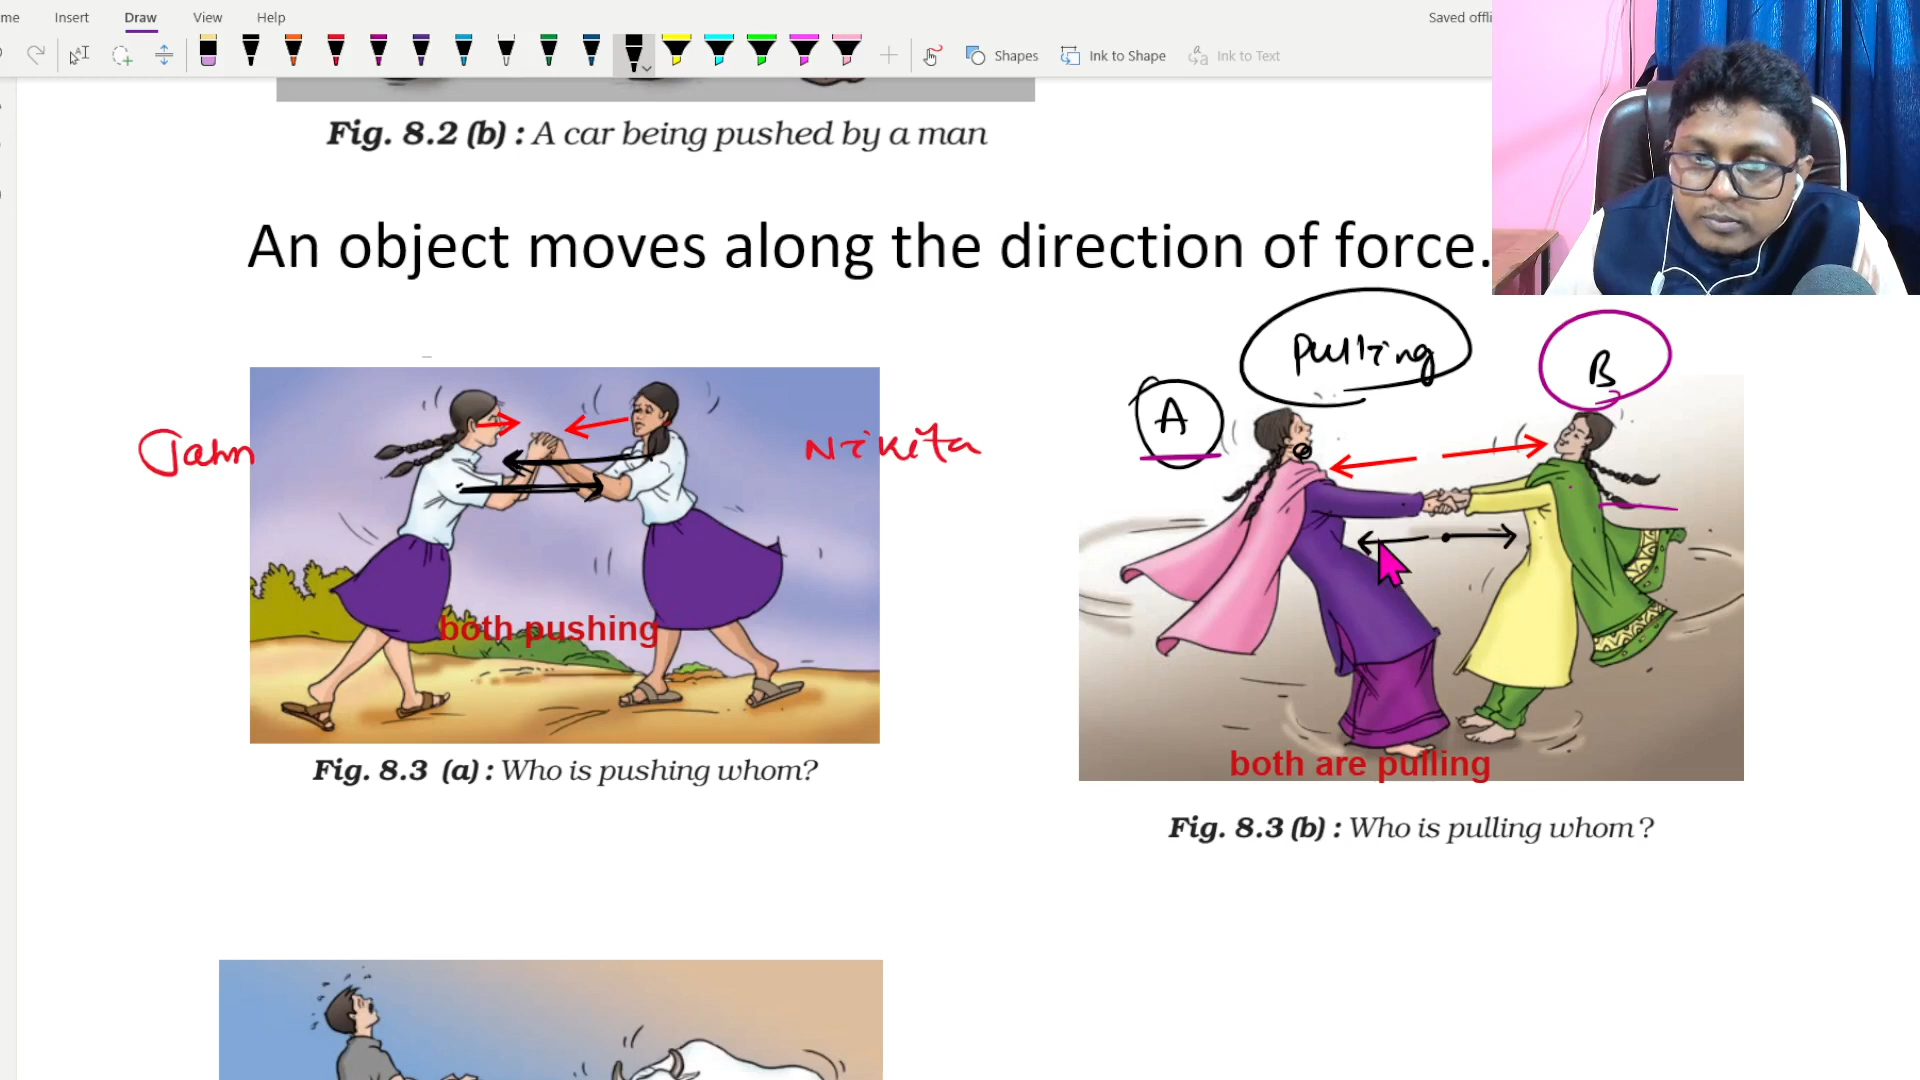 me Insert Draw View Help Saved offli
Shapes Ink to Shape Ink to Text
Fig. 8.2 (b) : A car being pushed by a man
An object moves along the direction of force.
Pulling
A
B
Jahn
Nikita
both pushing
both are pulling
Fig. 8.3 (a) : Who is pushing whom?
Fig. 8.3 (b) : Who is pulling whom?